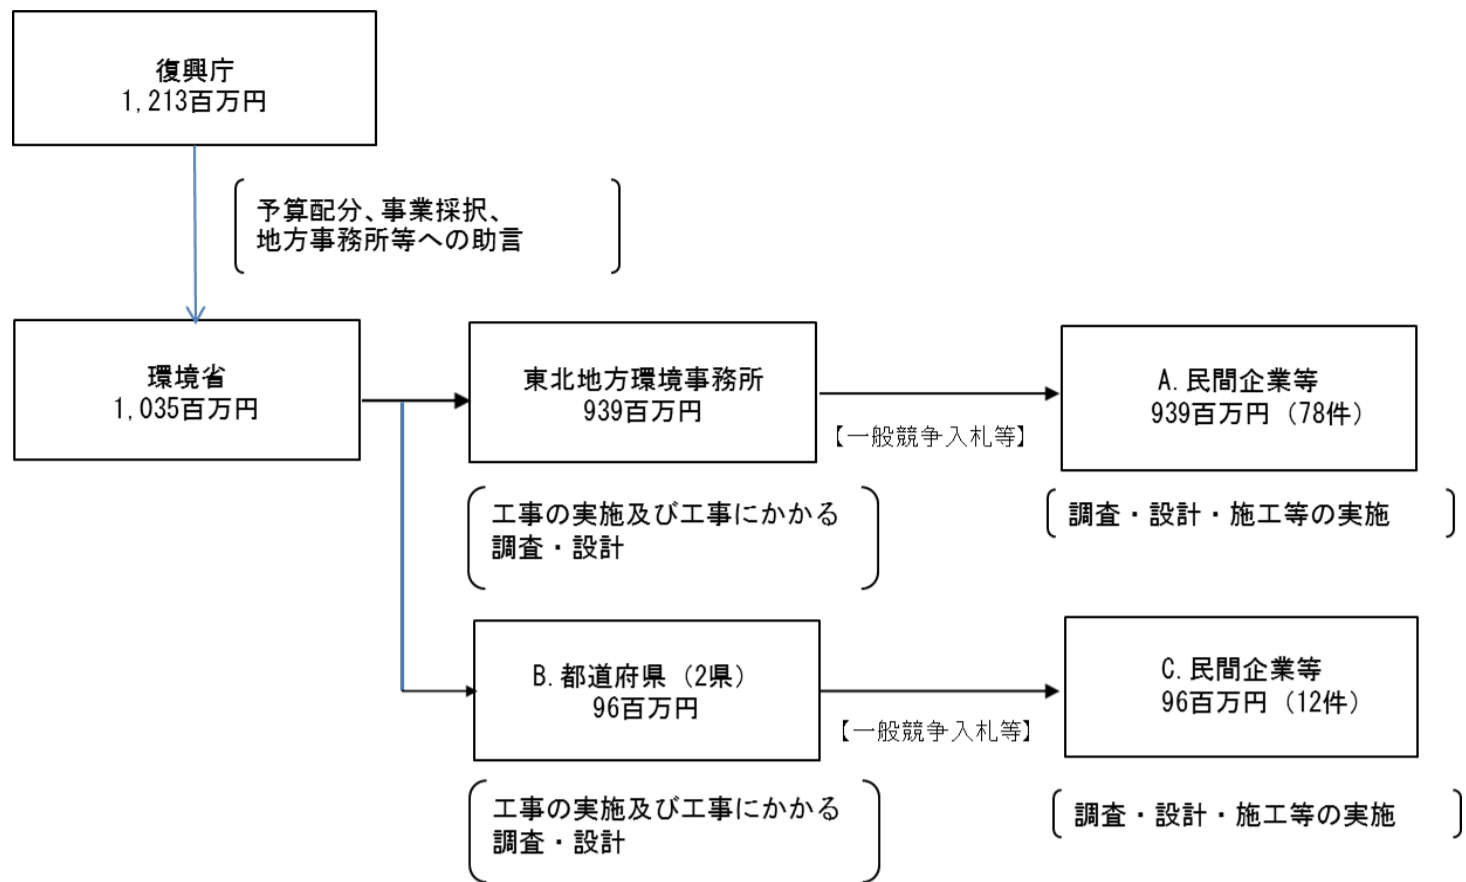 復興庁
1,213百万円
予算配分、事業採択、
地方事務所等への助言
環境省
1,035百万円
東北地方環境事務所
939百万円
【一般競争入札等】
A.民間企業等
939百万円（78件）
工事の実施及び工事にかかる
調査・設計
調査・設計・施工等の実施
B.都道府県（2県）
96百万円
【一般競争入札等】
C.民間企業等
96百万円（12件）
工事の実施及び工事にかかる
調査・設計
調査・設計・施工等の実施